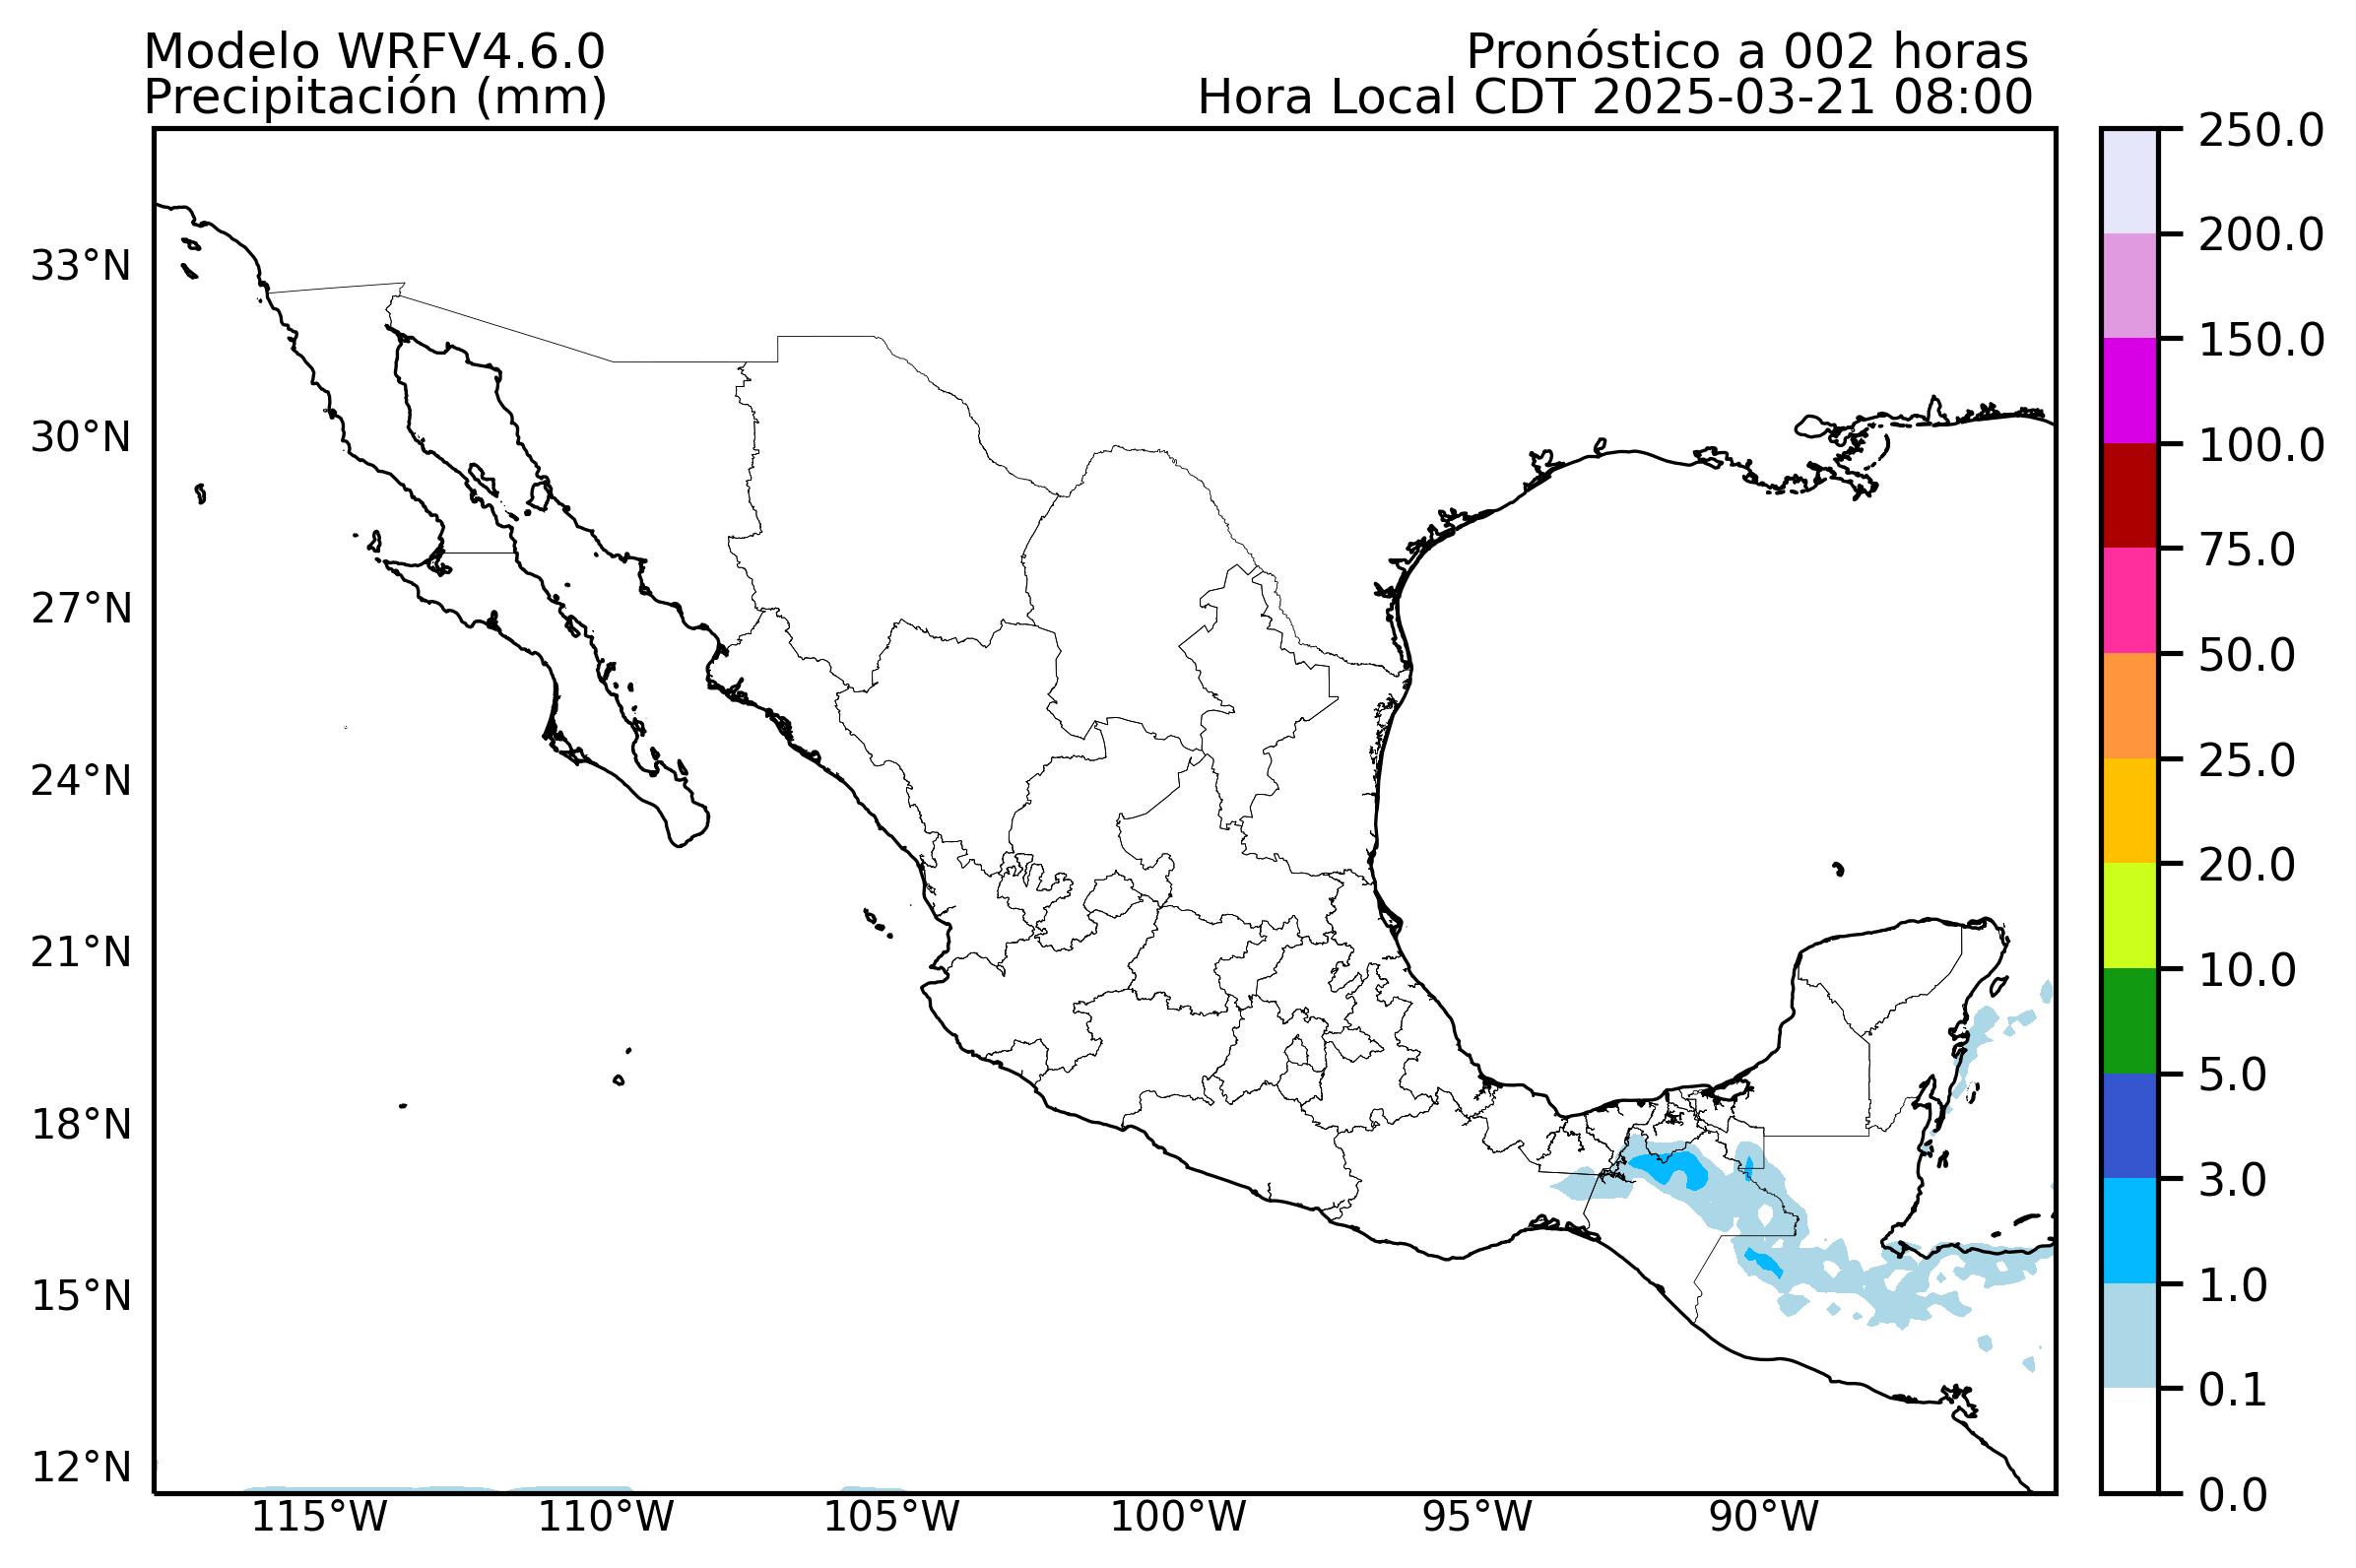 Modelo WRFV4.6.0
Precipitación (mm)
Pronóstico a 002 horas
Hora Local CDT 2025-03-21 08:00
33°N
30°N
27°N
24°N
21°N
18°N
15°N
12°N
115°W
110°W
105°W
100°W
95°W
90°W
250.0
200.0
150.0
100.0
75.0
50.0
25.0
20.0
10.0
5.0
3.0
1.0
0.1
0.0